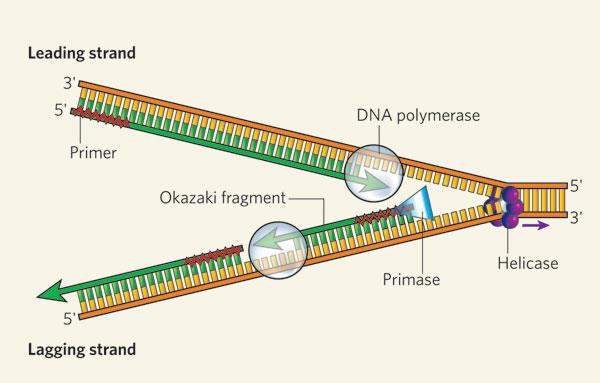 Leading strand
3'
5'
DNA polymerase
Primer
Okazaki fragment
5'
3'
Helicase
Primase
5'
Lagging strand